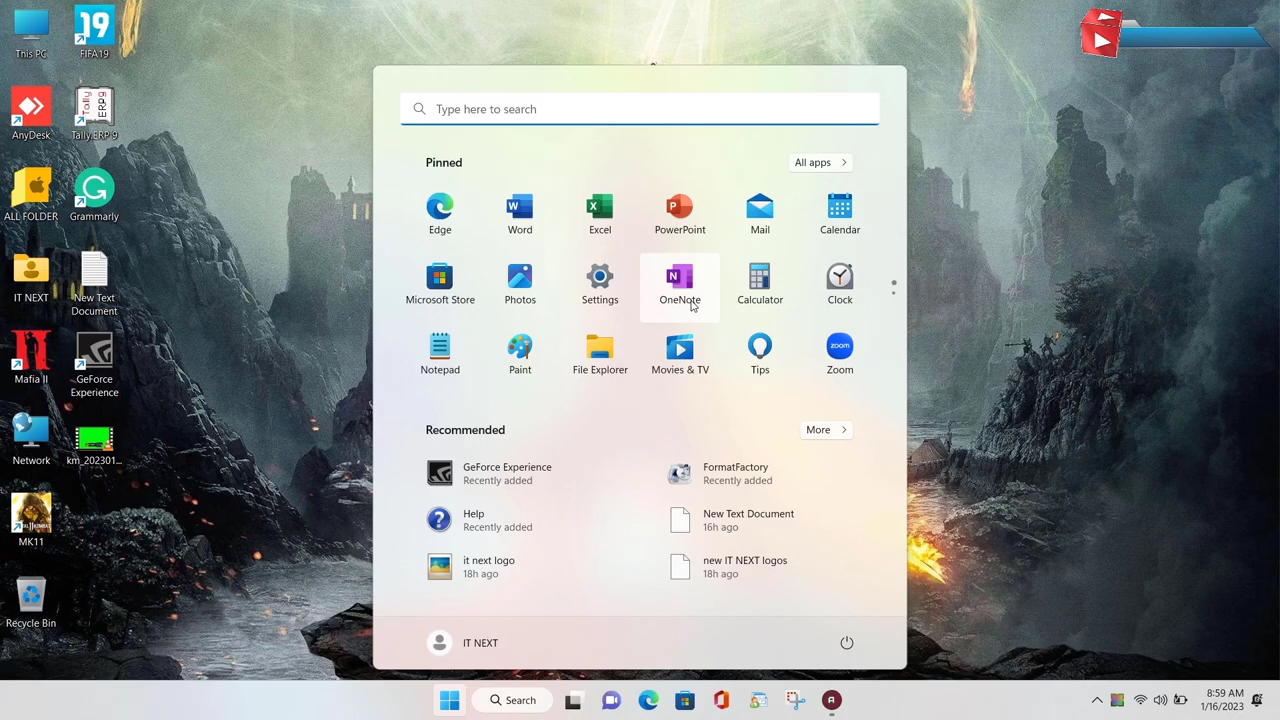 This PC
19
FIFA19
AnyDesk
Tally ERP9
Tally.ERP 9
ALL FOLDER
Grammarly
IT NEXT
New Text
Document
Mafia II
GeForce
Experience
Network
km_202301...
MK11
Recycle Bin
Type here to search
Pinned
All apps
Edge
Word
Excel
PowerPoint
Mail
Calendar
Microsoft Store
Photos
Settings
OneNote
Calculator
Clock
Notepad
Paint
File Explorer
Movies & TV
Tips
zoom
Zoom
Recommended
More
GeForce Experience
Recently added
FormatFactory
Recently added
Help
Recently added
New Text Document
16h ago
it next logo
18h ago
new IT NEXT logos
18h ago
IT NEXT
Search
8:59 AM
1/16/2023